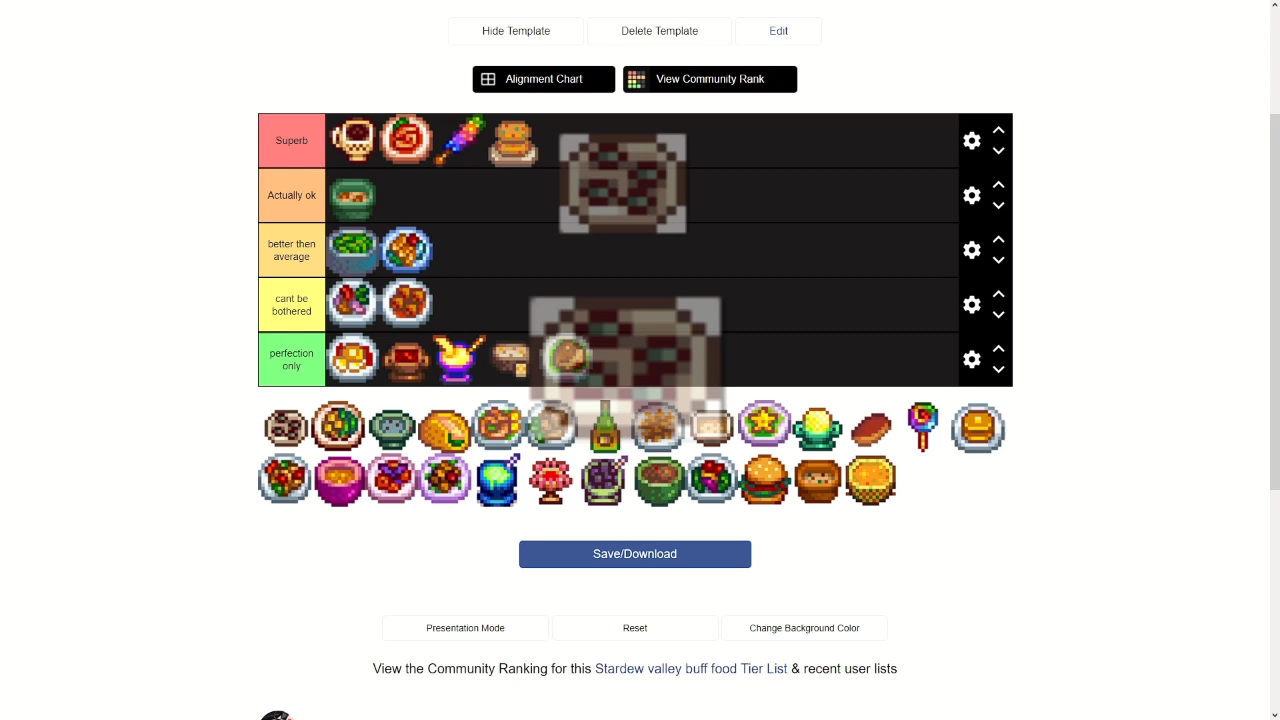 Hide Template
Delete Template
Edit
Alignment Chart
View Community Rank
Superb
Actually ok
better then
average
cant be
bothered
perfection
only
Save/Download
Presentation Mode
Reset
Change Background Color
View the Community Ranking for this Stardew valley buff food Tier List & recent user lists